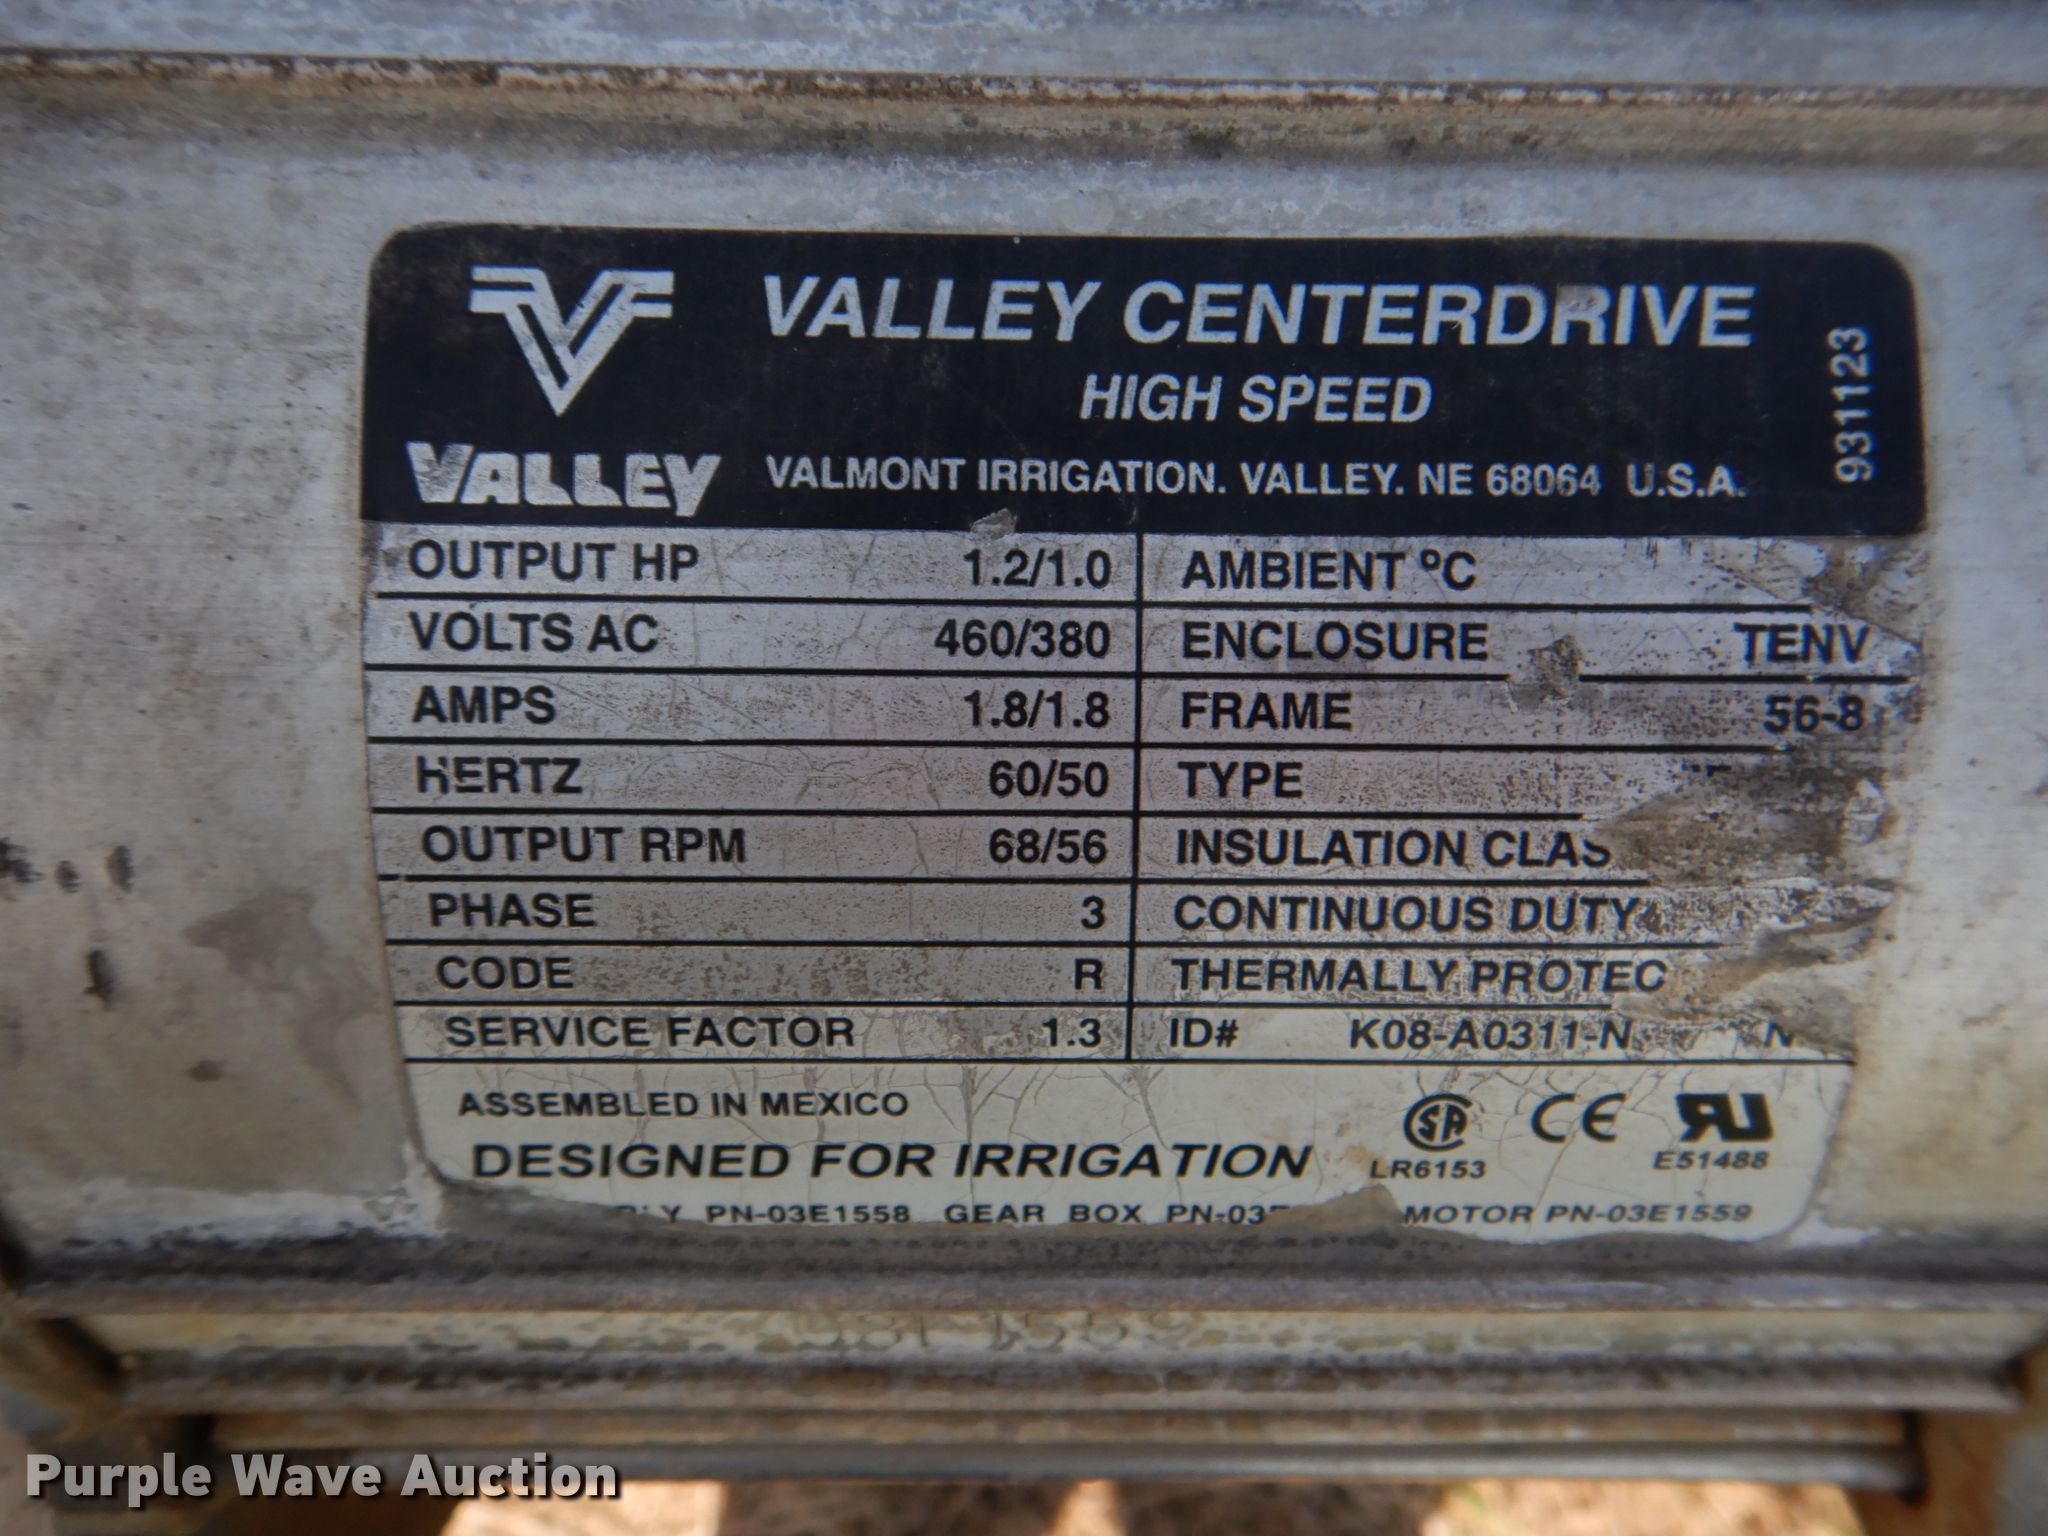 VALLEY CENTERDRIVE
HIGH SPEED
931123
VALLEY
VALMONT IRRIGATION. VALLEY. NE 68064 U.S.A.
OUTPUT HP 1.2/1.0
VOLTS AC 460/380
AMPS 1.8/1.8
HERTZ 60/50
OUTPUT RPM 68/56
PHASE 3
CODE R
SERVICE FACTOR 1.3
AMBIENT °C
ENCLOSURE TENV
FRAME 56-8
TYPE
INSULATION CLAS
CONTINUOUS DUTY
THERMALLY PROTEC
ID# K08-A0311-N N
ASSEMBLED IN MEXICO
DESIGNED FOR IRRIGATION
SA
LR6153
CE
E51488
PN-03E1558 GEAR BOX PN-03 MOTOR PN-03E1559
Purple Wave Auction